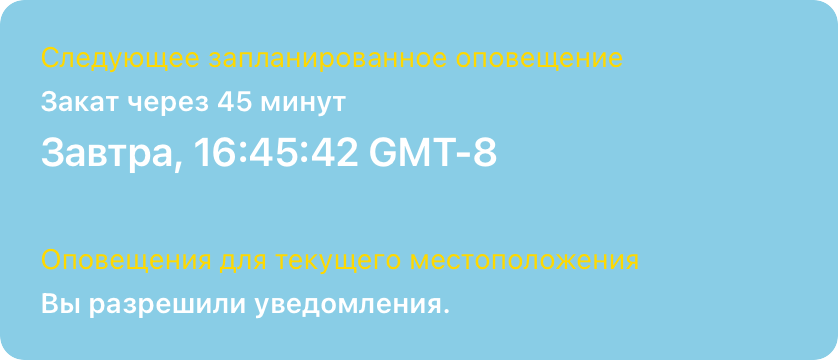 Следующее запланированное оповещение
Закат через 45 минут
Завтра, 16:45:42 GMT-8
Оповещения для текущего местоположения
Вы разрешили уведомления.